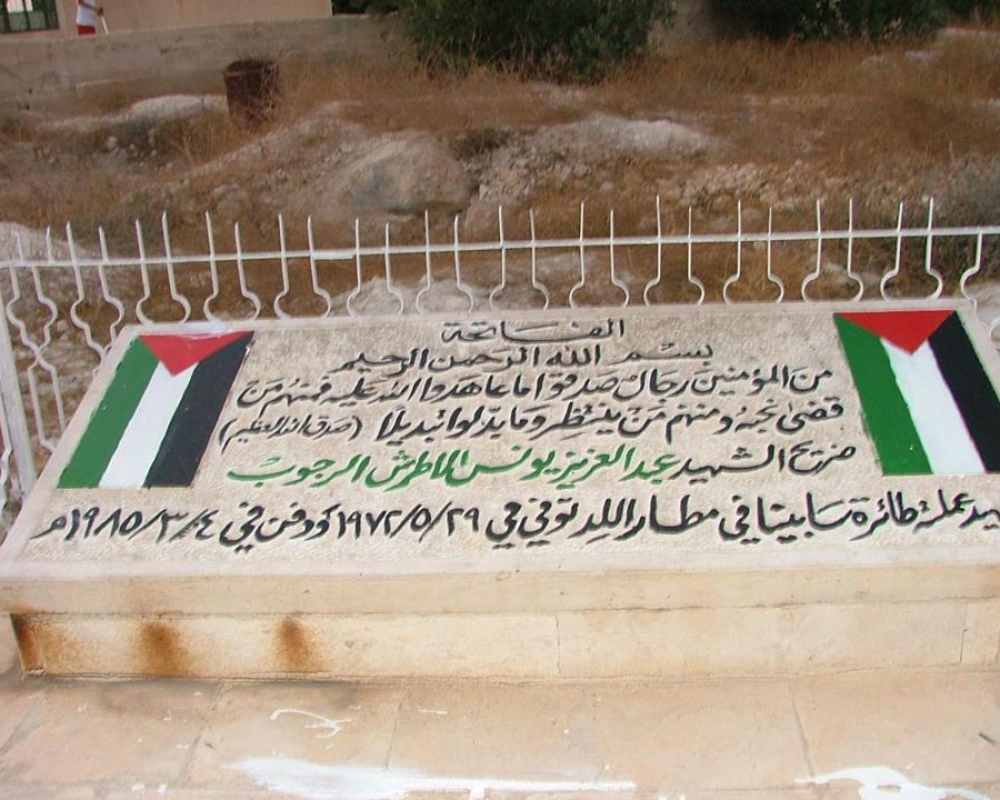 الفاتحة
بسم الله الرحمن الرحيم
من المؤمنين رجال صدقوا ما عاهدوا الله عليه فمنهم من
قضى نحبه ومنهم من ينتظر وما بدلوا تبديلا (صدق الله العظيم)
ضريح الشهيد عبد العزيز يونس الاطرش الرجوب
عملية طائرة سابينا في مطار اللد توفي في ١٩٧٢/٥/٢٩ ودفن في ١٩٨٥/٣/٤م